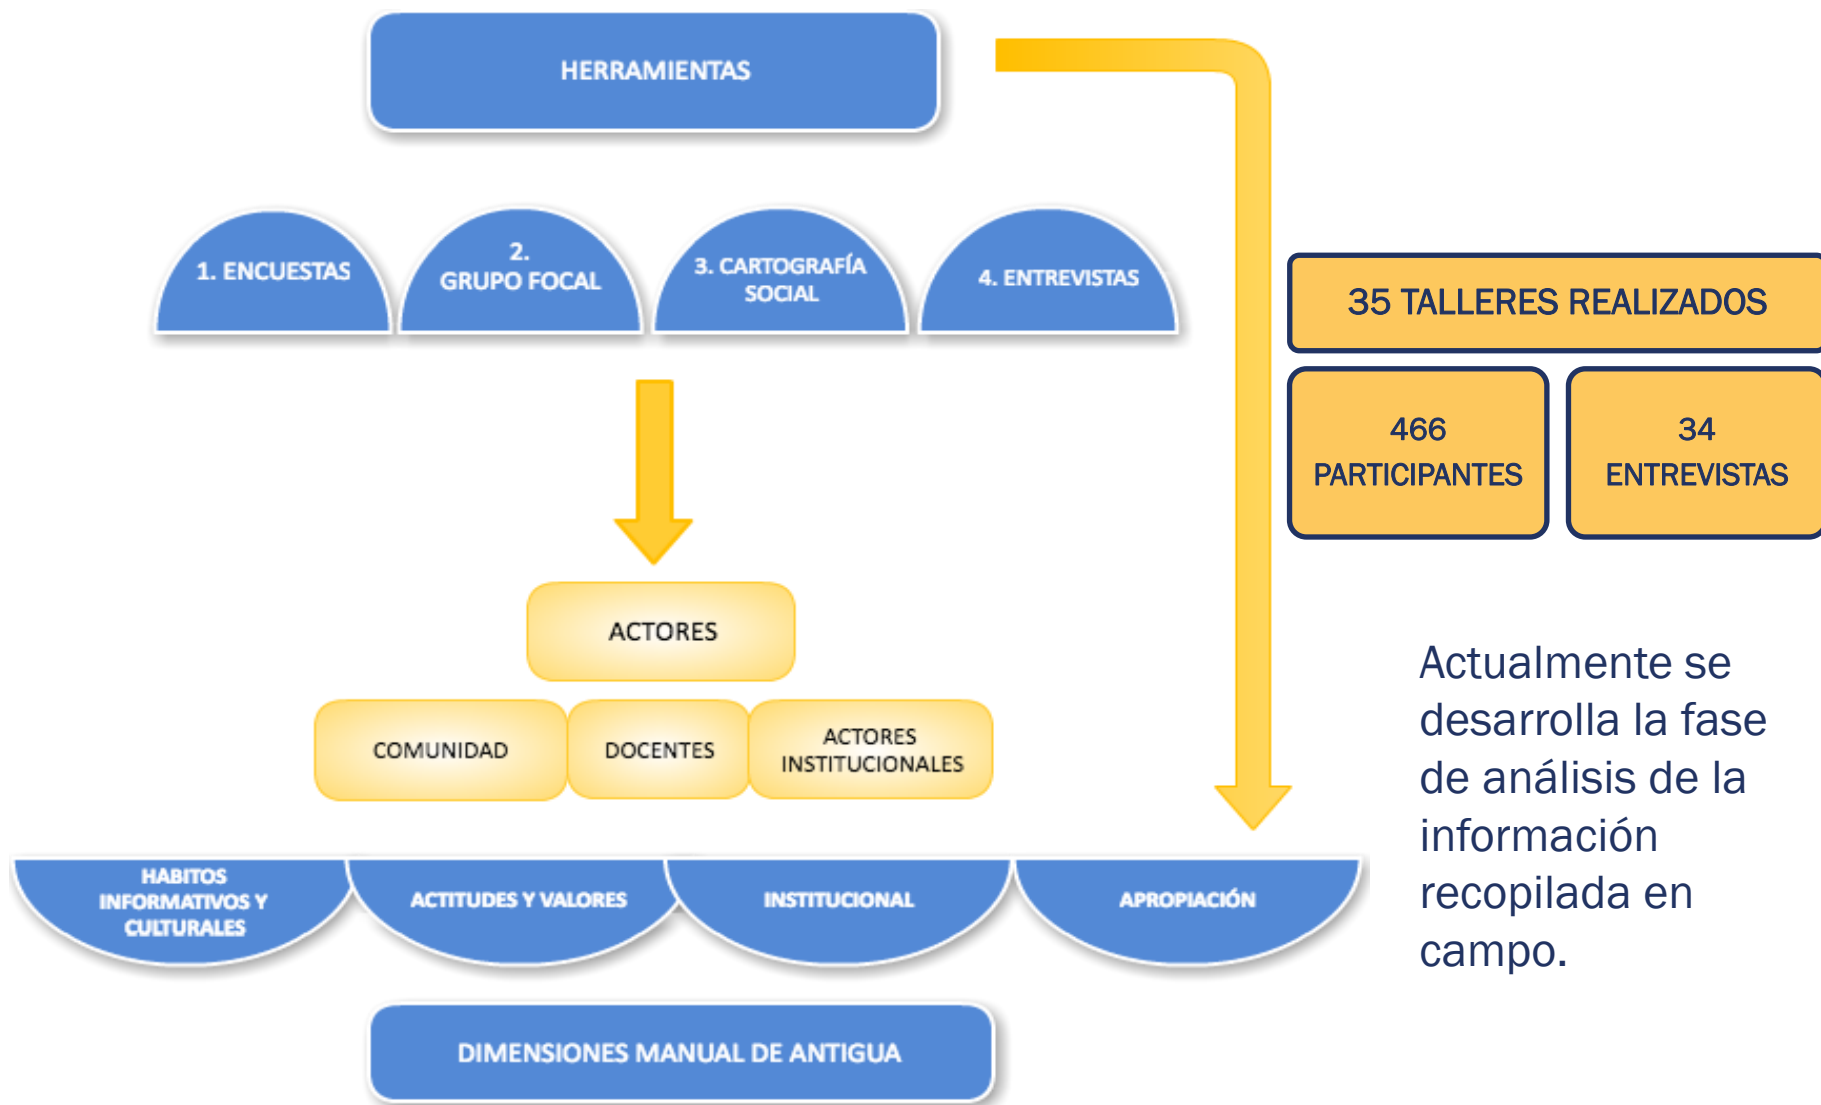 HERRAMIENTAS
1. ENCUESTAS
2.
GRUPO FOCAL
3. CARTOGRAFÍA
SOCIAL
4. ENTREVISTAS
35 TALLERES REALIZADOS
466
PARTICIPANTES
34
ENTREVISTAS
ACTORES
COMUNIDAD
DOCENTES
ACTORES
INSTITUCIONALES
Actualmente se
desarrolla la fase
de análisis de la
información
recopilada en
campo.
HABITOS
INFORMATIVOS Y
CULTURALES
ACTITUDES Y VALORES
INSTITUCIONAL
APROPIACIÓN
DIMENSIONES MANUAL DE ANTIGUA